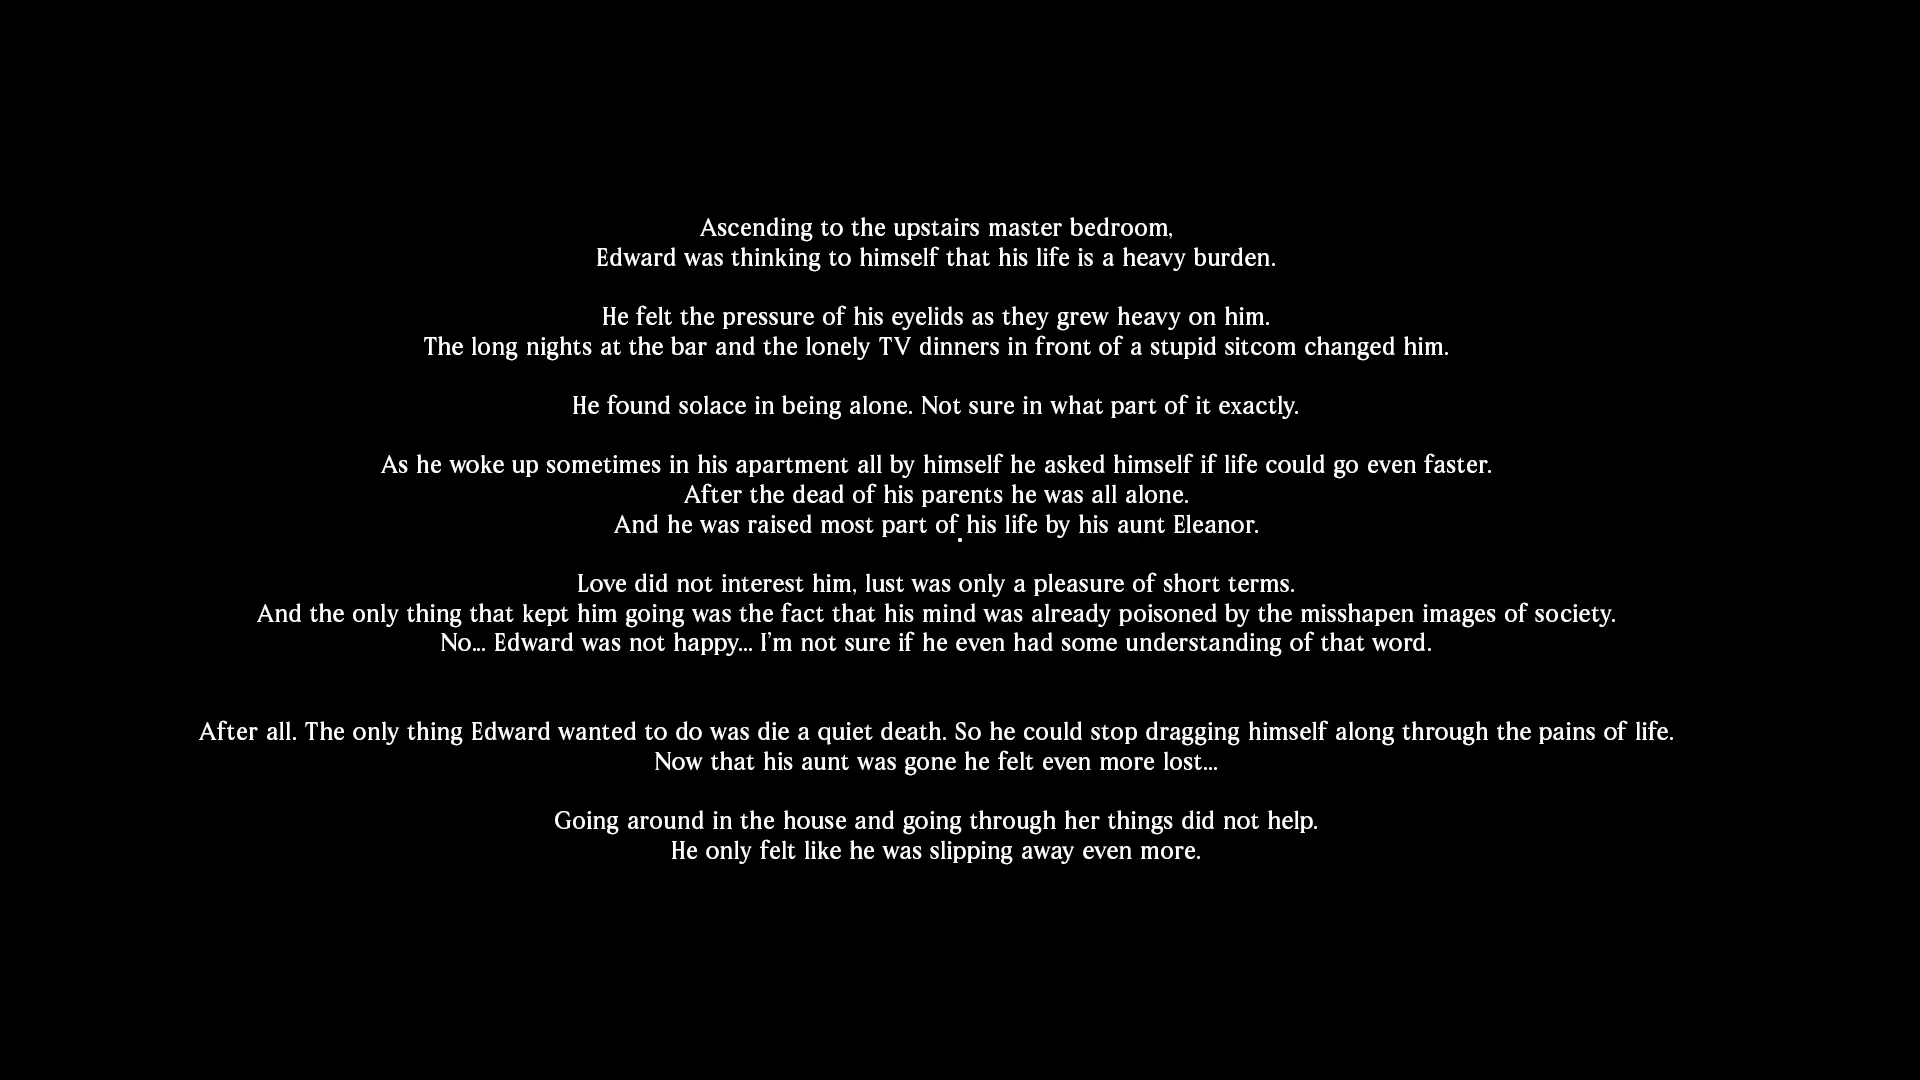 Ascending to the upstairs master bedroom,
Edward was thinking to himself that his life is a heavy burden.
He felt the pressure of his eyelids as they grew heavy on him.
The long nights at the bar and the lonely TV dinners in front of a stupid sitcom changed him.
He found solace in being alone. Not sure in what part of it exactly.
As he woke up sometimes in his apartment all by himself he asked himself if life could go even faster.
After the dead of his parents he was all alone.
And he was raised most part of his life by his aunt Eleanor.
Love did not interest him, lust was only a pleasure of short terms.
And the only thing that kept him going was the fact that his mind was already poisoned by the misshapen images of society.
No... Edward was not happy... I'm not sure if he even had some understanding of that word.
After all. The only thing Edward wanted to do was die a quiet death. So he could stop dragging himself along through the pains of life.
Now that his aunt was gone he felt even more lost...
Going around in the house and going through her things did not help.
He only felt like he was slipping away even more.